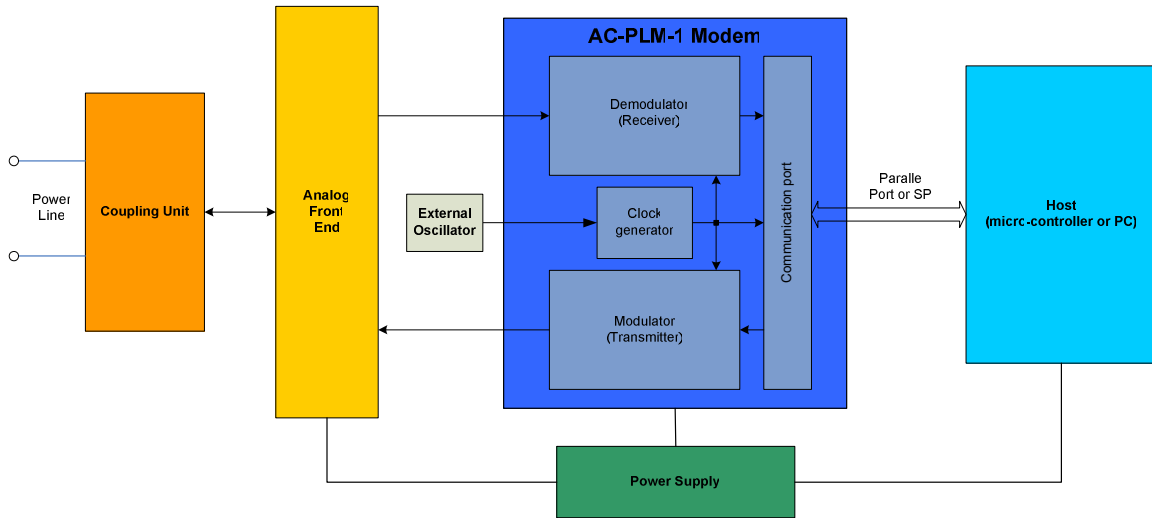 AC-PLM-1 Modem
Demodulator
(Receiver)
Communication port
Power
Line
Coupling Unit
Analog
Front
End
External
Oscillator
Clock
generator
Paralle
Port or SP
Host
(micro-controller or PC)
Modulator
(Transmitter)
Power Supply